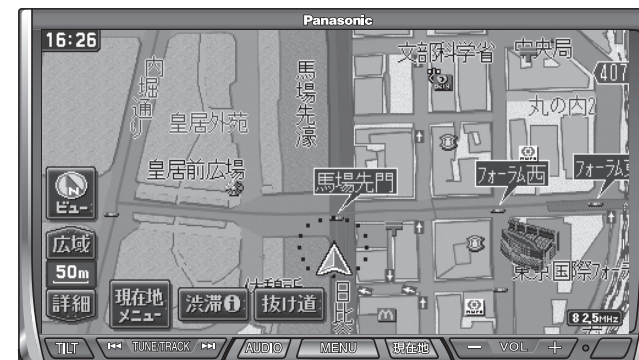 Panasonic
16:26
内堀通り
馬場先濠
文部科学省
中央局
407
丸の内2
皇居外苑
皇居前広場
馬場先門
フォーラム西
フォーラム
ビュー
広域
50m
詳細
現在地
メニュー
渋滞
抜け道
休憩所
日比
東京国際フォーラ
82.5MHz
TILT
TUNE/TRACK
AUDIO
MENU
現在地
VOL